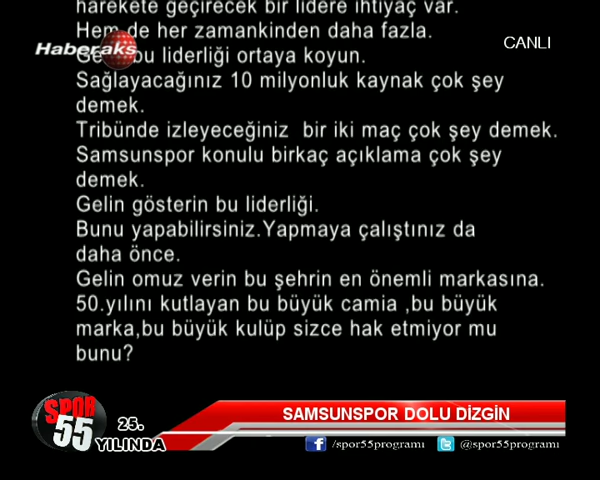 harekete geçirecek bir lidere ihtiyaç var.
Hem de her zamankinden daha fazla.
Haberaks
CANLI
bu liderliği ortaya koyun.
Sağlayacağınız 10 milyonluk kaynak çok şey
demek.
Tribünde izleyeceğiniz bir iki maç çok şey demek.
Samsunspor konulu birkaç açıklama çok şey
demek.
Gelin gösterin bu liderliği.
Bunu yapabilirsiniz.Yapmaya çalıştınız da
daha önce.
Gelin omuz verin bu şehrin en önemli markasına.
50.yılını kutlayan bu büyük camia ,bu büyük
marka,bu büyük kulüp sizce hak etmiyor mu
bunu?
SPOR
55
25.
YILINDA
SAMSUNSPOR DOLU DİZGİN
/spor55programı
@spor55programı